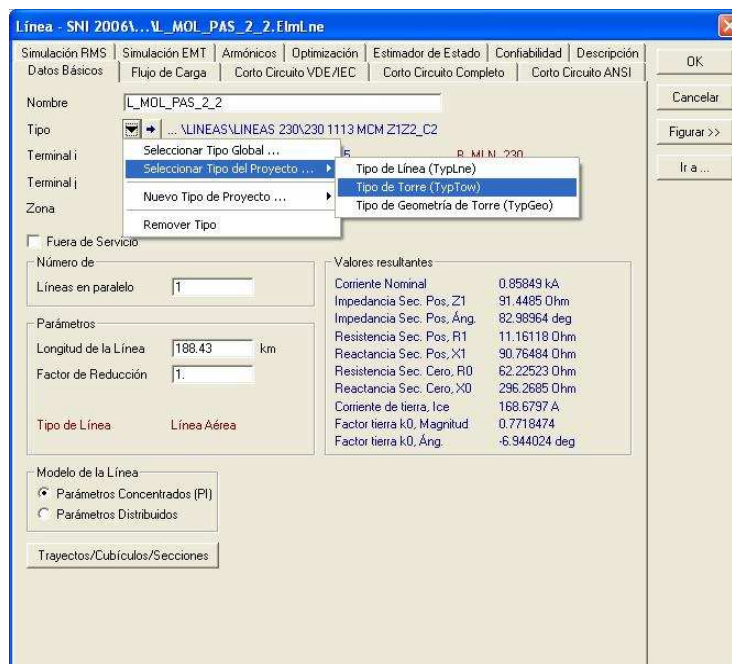 Línea - SNI 2006\...\L_MOL_PAS_2_2.ElmLne
Simulación RMS Simulación EMT Armónicos Optimización Estimador de Estado Confiabilidad Descripción
Datos Básicos Flujo de Carga Corto Circuito VDE/IEC Corto Circuito Completo Corto Circuito ANSI
OK
Cancelar
Figurar >>
Ir a ...
Nombre L_MOL_PAS_2_2
Tipo ... \LINEAS\LINEAS 230\230 1113 MCM Z1Z2_C2
Terminal i
Terminal j
Zona
Seleccionar Tipo Global ...
Seleccionar Tipo del Proyecto ...
Nuevo Tipo de Proyecto ...
Remover Tipo
Tipo de Línea (TypLne)
Tipo de Torre (TypTow)
Tipo de Geometría de Torre (TypGeo)
Fuera de Servicio
Número de
Líneas en paralelo 1
Parámetros
Longitud de la Línea 188.43 km
Factor de Reducción 1.
Tipo de Línea Línea Aérea
Valores resultantes
Corriente Nominal 0.85849 kA
Impedancia Sec. Pos, Z1 91.4485 Ohm
Impedancia Sec. Pos, Áng. 82.98964 deg
Resistencia Sec. Pos, R1 11.16118 Ohm
Reactancia Sec. Pos, X1 90.76484 Ohm
Resistencia Sec. Cero, R0 62.22523 Ohm
Reactancia Sec. Cero, X0 296.2685 Ohm
Corriente de tierra, Ice 168.6797 A
Factor tierra k0, Magnitud 0.7718474
Factor tierra k0, Áng. -6.944024 deg
Modelo de la Línea
Parámetros Concentrados (PI)
Parámetros Distribuidos
Trayectos/Cubículos/Secciones